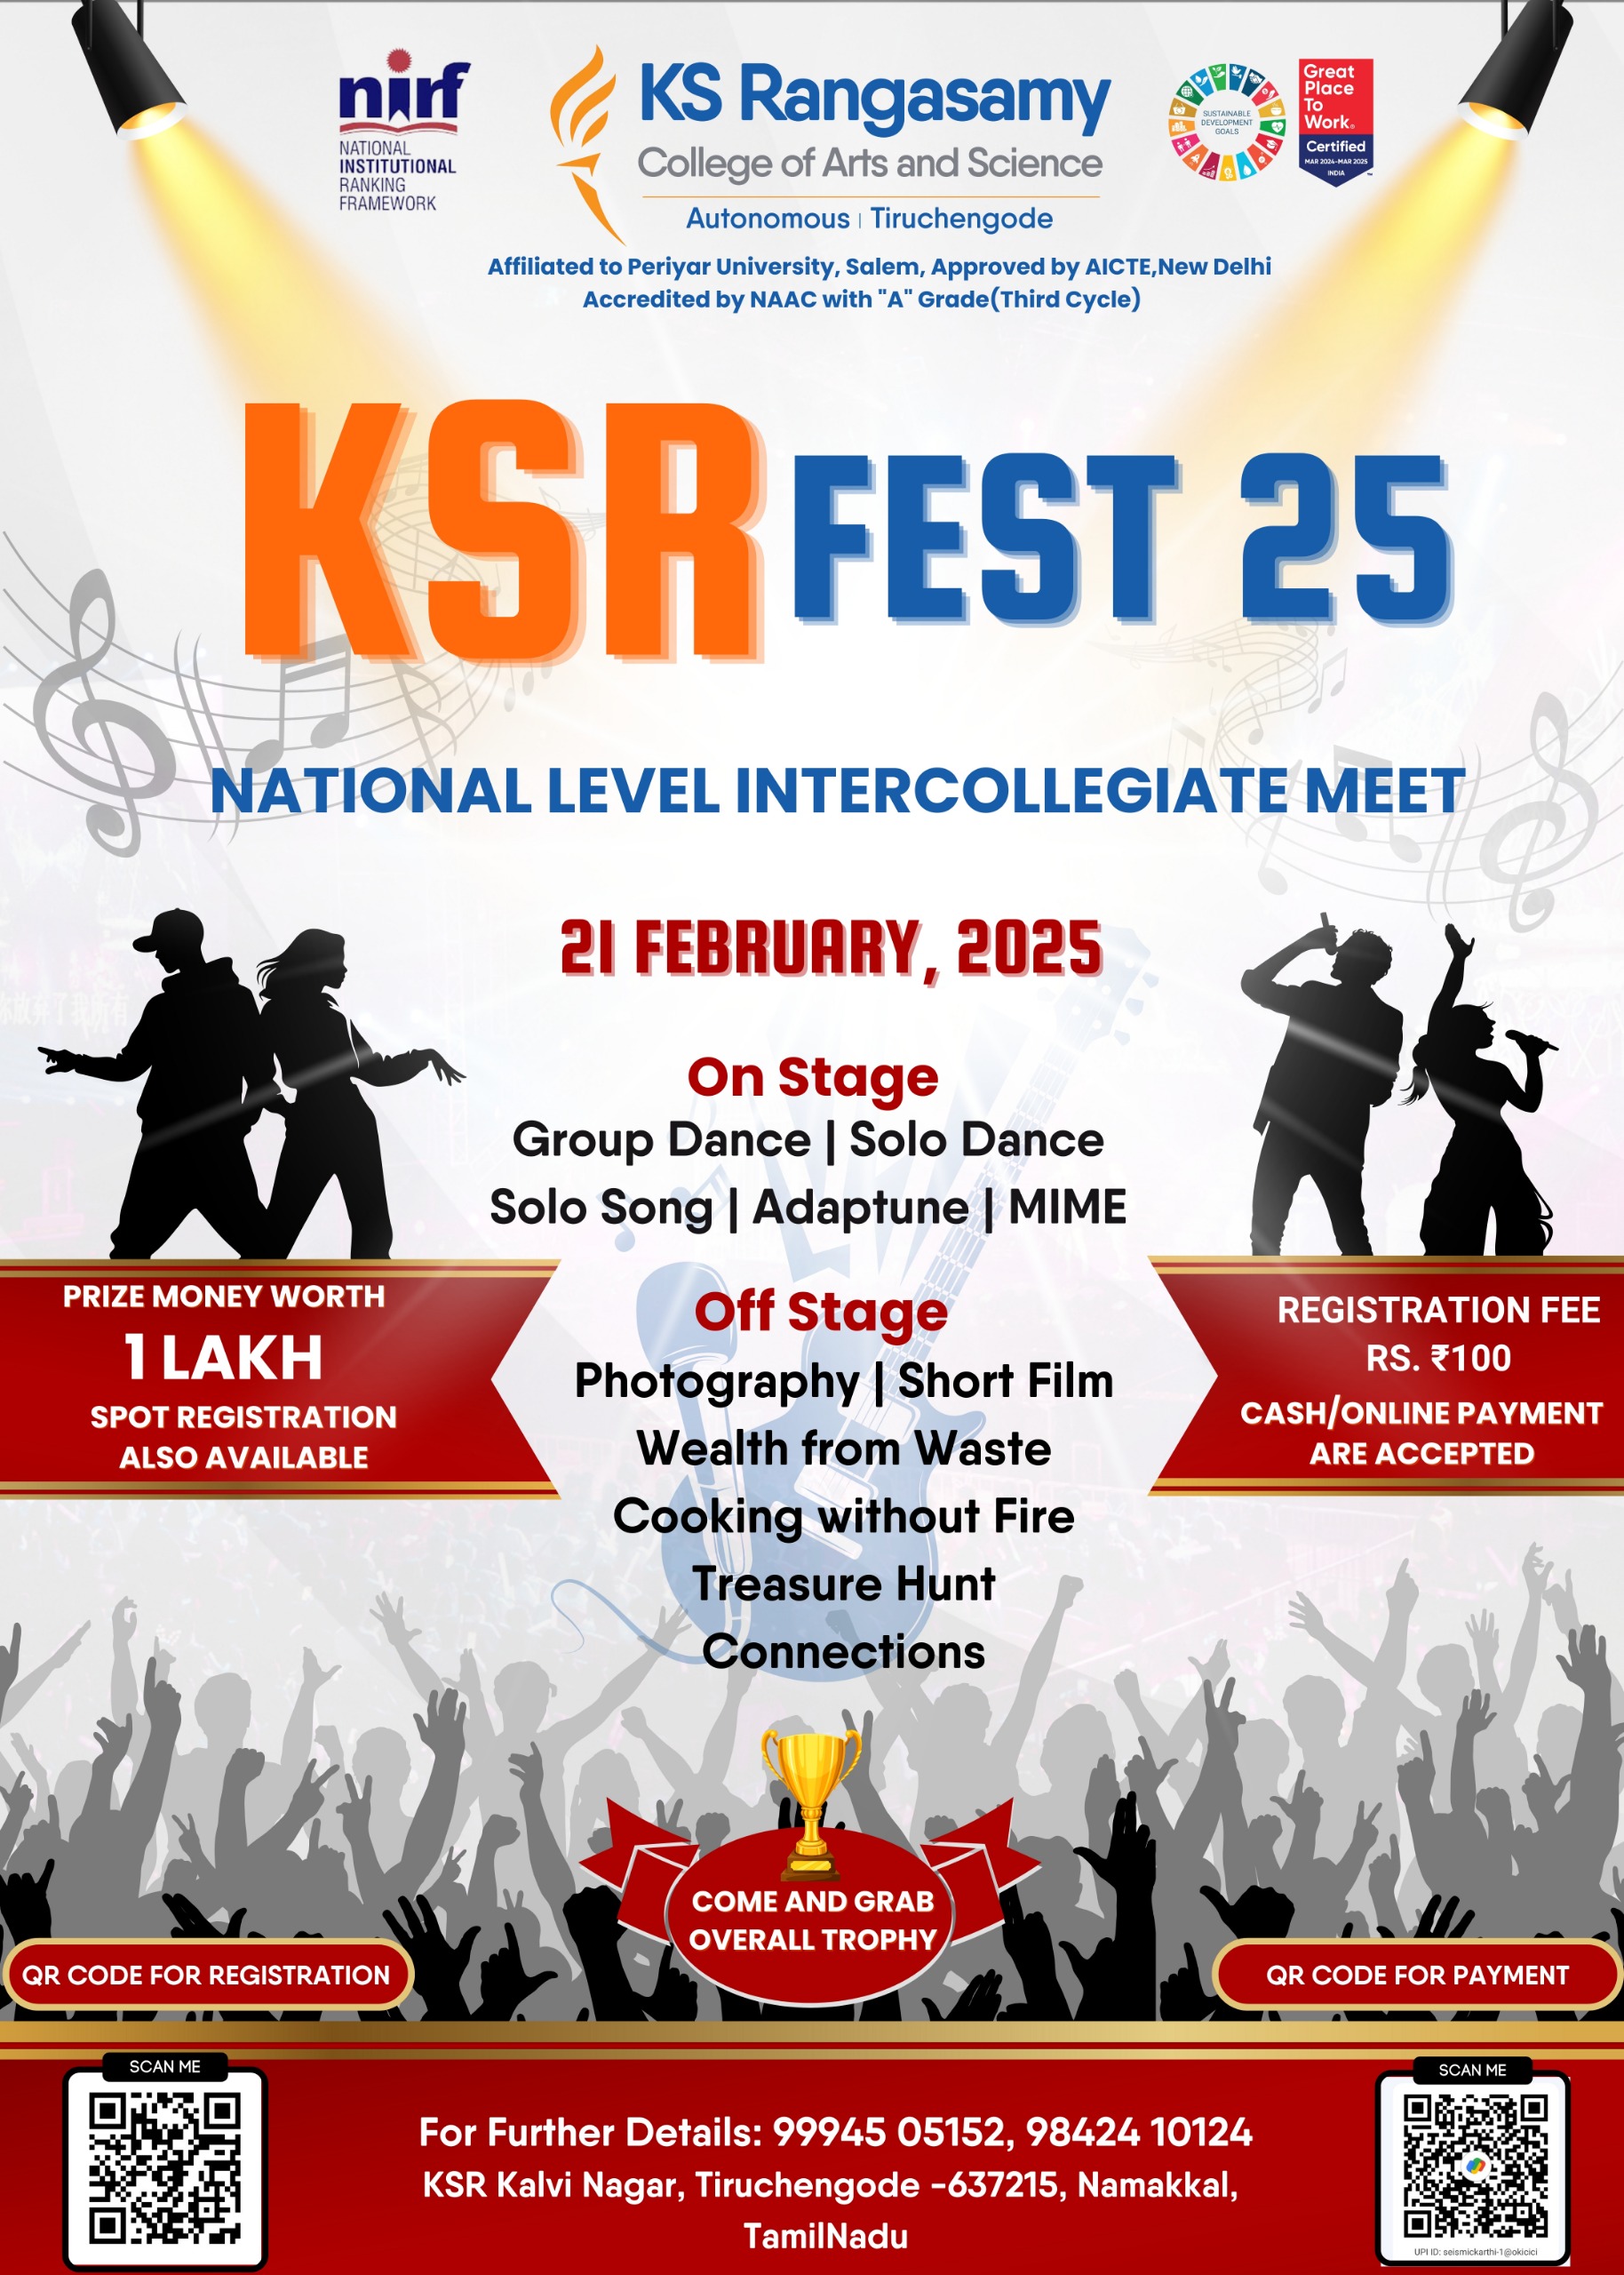 nirf
NATIONAL
INSTITUTIONAL
RANKING
FRAMEWORK
KS Rangasamy
College of Arts and Science
Autonomous | Tiruchengode
SUSTAINABLE
DEVELOPMENT
GOALS
Great
Place
To
Work®
Certified
MAR 2024-MAR 2025
INDIA
Affiliated to Periyar University, Salem, Approved by AICTE,New Delhi
Accredited by NAAC with "A" Grade(Third Cycle)
KSR FEST 25
NATIONAL LEVEL INTERCOLLEGIATE MEET
21 FEBRUARY, 2025
On Stage
Group Dance | Solo Dance
Solo Song | Adaptune | MIME
PRIZE MONEY WORTH
1 LAKH
SPOT REGISTRATION
ALSO AVAILABLE
Off Stage
Photography | Short Film
Wealth from Waste
Cooking without Fire
Treasure Hunt
Connections
REGISTRATION FEE
RS. ₹100
CASH/ONLINE PAYMENT
ARE ACCEPTED
COME AND GRAB
OVERALL TROPHY
QR CODE FOR REGISTRATION
QR CODE FOR PAYMENT
SCAN ME
For Further Details: 99945 05152, 98424 10124
KSR Kalvi Nagar, Tiruchengode -637215, Namakkal,
TamilNadu
SCAN ME
UPI ID: seismickarthi-1@okicici